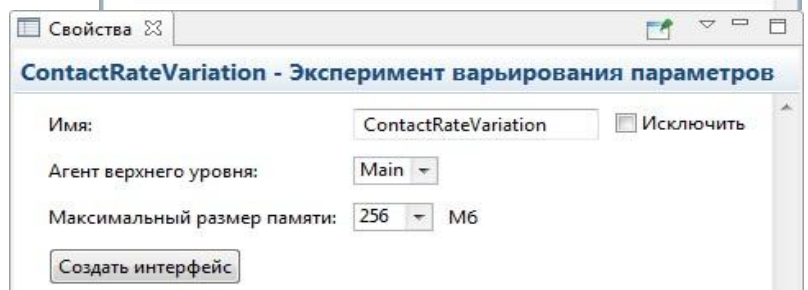 Свойства
ContactRateVariation - Эксперимент варьирования параметров
Имя: ContactRateVariation Исключить
Агент верхнего уровня: Main
Максимальный размер памяти: 256 Мб
Создать интерфейс